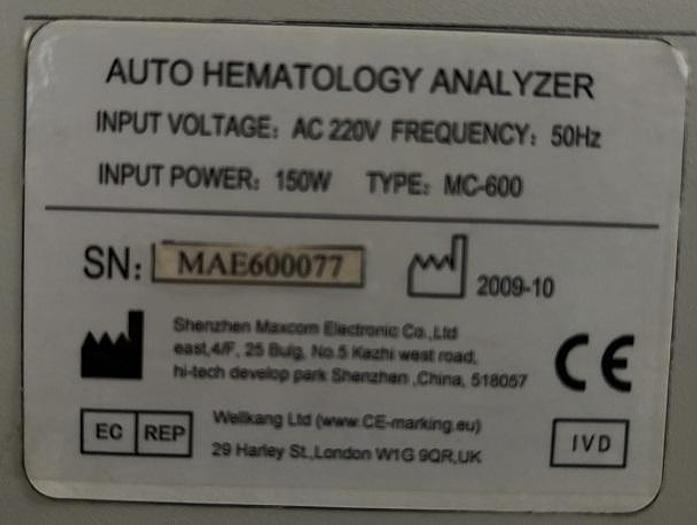 AUTO HEMATOLOGY ANALYZER
INPUT VOLTAGE: AC 220V FREQUENCY: 50Hz
INPUT POWER: 150W TYPE: MC-600
SN: MAE600077 2009-10
Shenzhen Maxcom Electronic Co.,Ltd
east,4/F, 25 Bulg, No.5 Kezhi west road,
hi-tech develop park Shenzhen ,China, 518057
CE
EC REP
Wellkang Ltd (www.CE-marking.eu)
29 Harley St.,London W1G 9QR,UK
IVD